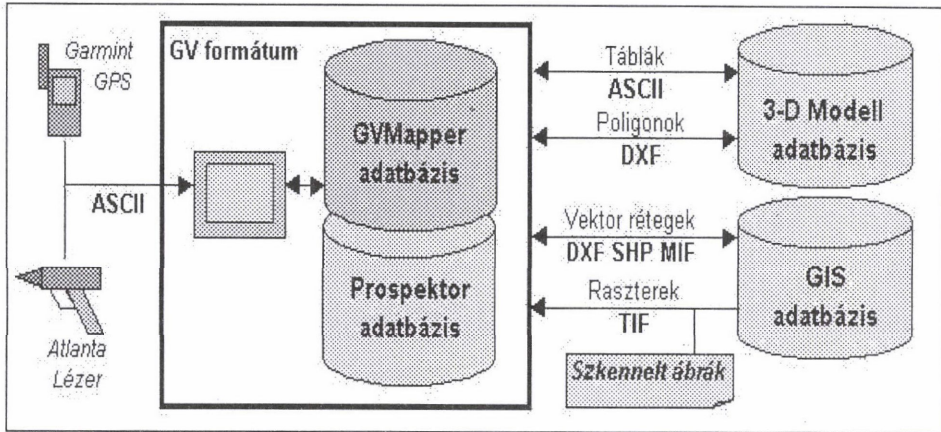 Garmint
GPS
ASCII
Atlanta
Lézer
GV formátum
GVMapper
adatbázis
Prospektor
adatbázis
Táblák
ASCII
Poligonok
DXF
Vektor rétegek
DXF SHP MIF
Raszterek
TIF
Szkennelt ábrák
3-D Modell
adatbázis
GIS
adatbázis